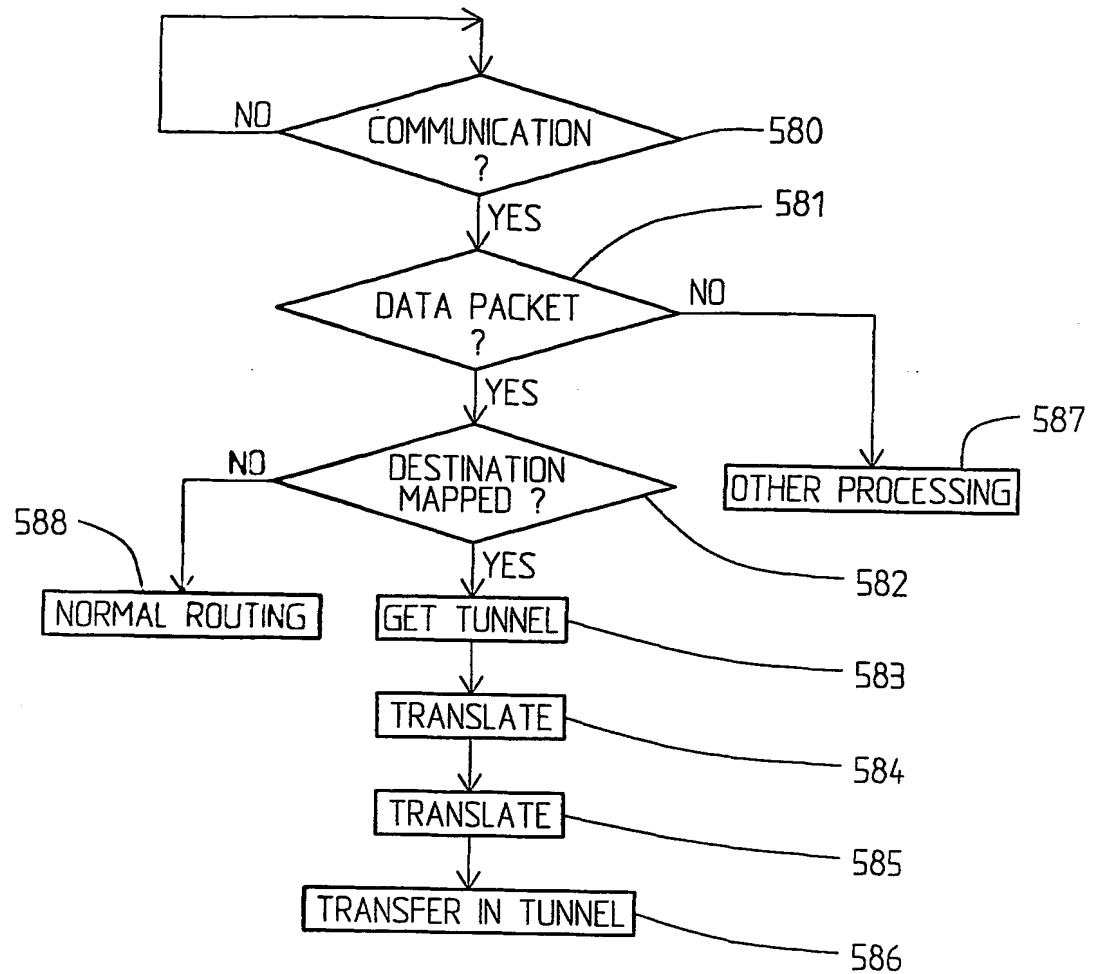 NO
COMMUNICATION
?
580
YES
581
DATA PACKET
?
NO
YES
587
NO
DESTINATION
MAPPED ?
OTHER PROCESSING
588
YES
582
NORMAL ROUTING
GET TUNNEL
583
TRANSLATE
584
TRANSLATE
585
TRANSFER IN TUNNEL
586